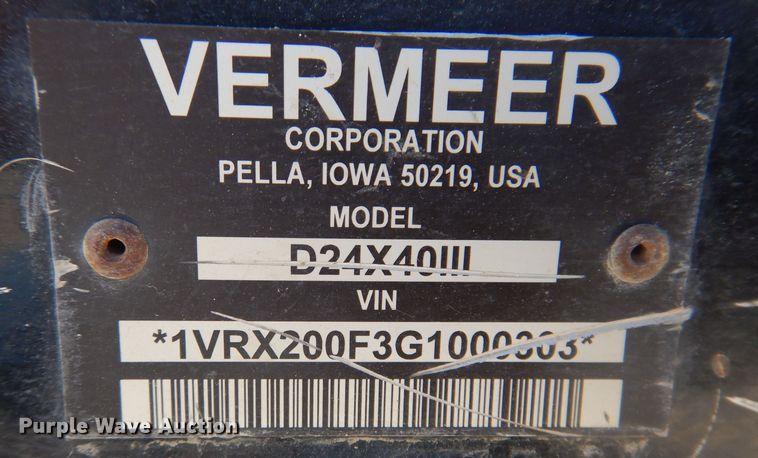 VERMEER
CORPORATION
PELLA, IOWA 50219, USA
MODEL
D24X40III
VIN
*1VRX200F3G1000303*
Purple Wave Auction